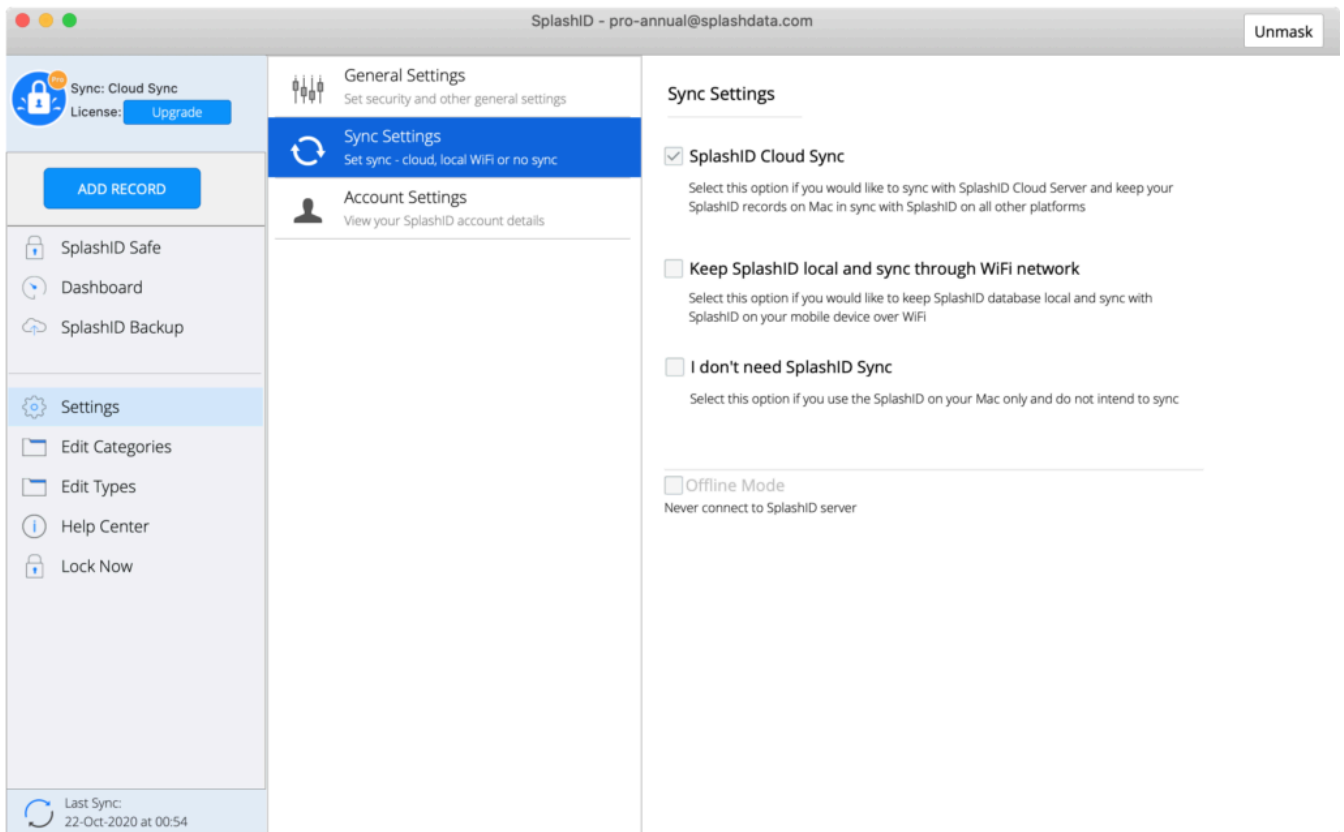 SplashID - pro-annual@splashdata.com
Unmask
Pro
Sync: Cloud Sync
License: Upgrade
ADD RECORD
SplashID Safe
Dashboard
SplashID Backup
Settings
Edit Categories
Edit Types
Help Center
Lock Now
Last Sync:
22-Oct-2020 at 00:54
General Settings
Set security and other general settings
Sync Settings
Set sync - cloud, local WiFi or no sync
Account Settings
View your SplashID account details
Sync Settings
SplashID Cloud Sync
Select this option if you would like to sync with SplashID Cloud Server and keep your
SplashID records on Mac in sync with SplashID on all other platforms
Keep SplashID local and sync through WiFi network
Select this option if you would like to keep SplashID database local and sync with
SplashID on your mobile device over WiFi
I don't need SplashID Sync
Select this option if you use the SplashID on your Mac only and do not intend to sync
Offline Mode
Never connect to SplashID server